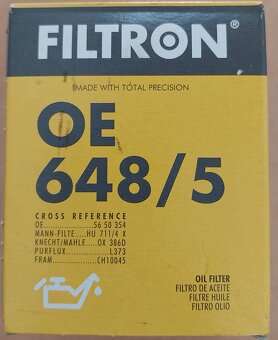 FILTRON®
MADE WITH TOTAL PRECISION
OE
648/5
CROSS REFERENCE
OE......................56 50 354
MANN-FILTE....HU 711/4 X
KNECHT/MAHLE..OX 386D
PURFLUX............L373
FRAM.................CH10045
OIL FILTER
FILTRO DE ACEITE
FILTRE HUILE
FILTRO OLIO